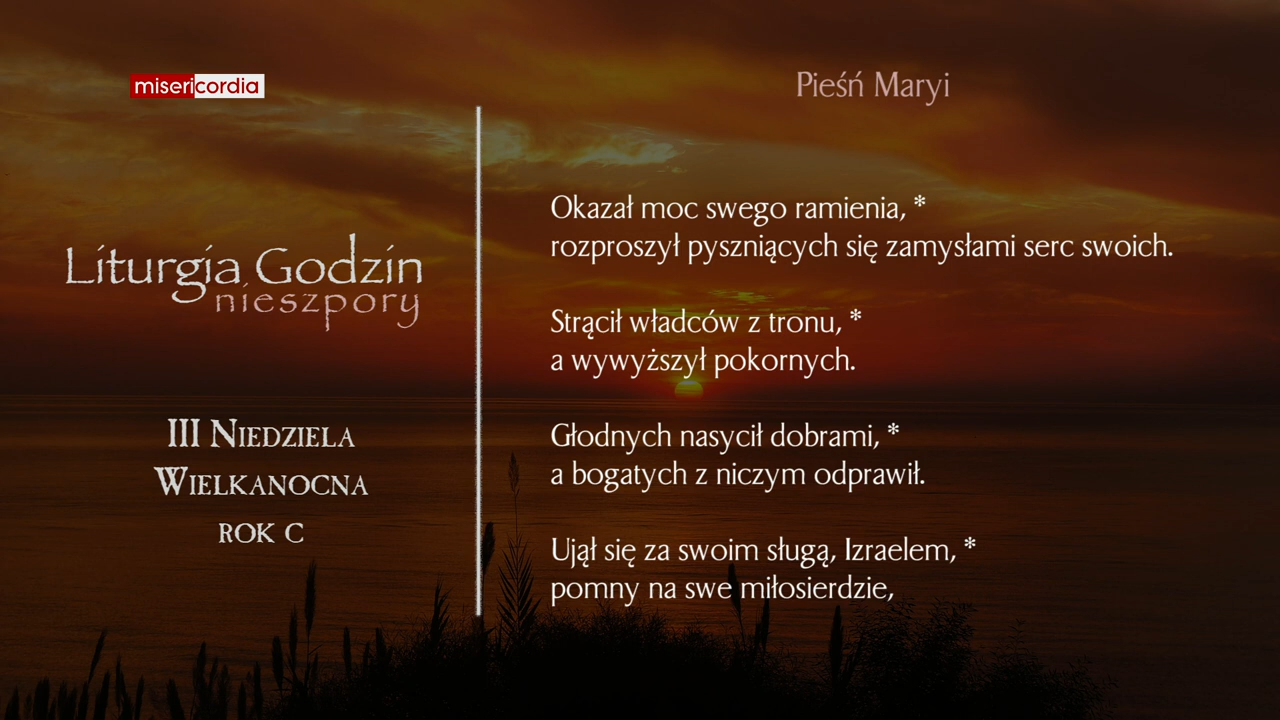 misericordia
Liturgia Godzin
nieszpory
III Niedziela
Wielkanocna
rok C
Pieśń Maryi
Okazał moc swego ramienia, *
rozproszył pyszniących się zamysłami serc swoich.
Strącił władców z tronu, *
a wywyższył pokornych.
Głodnych nasycił dobrami, *
a bogatych z niczym odprawił.
Ujął się za swoim sługą, Izraelem, *
pomny na swe miłosierdzie,